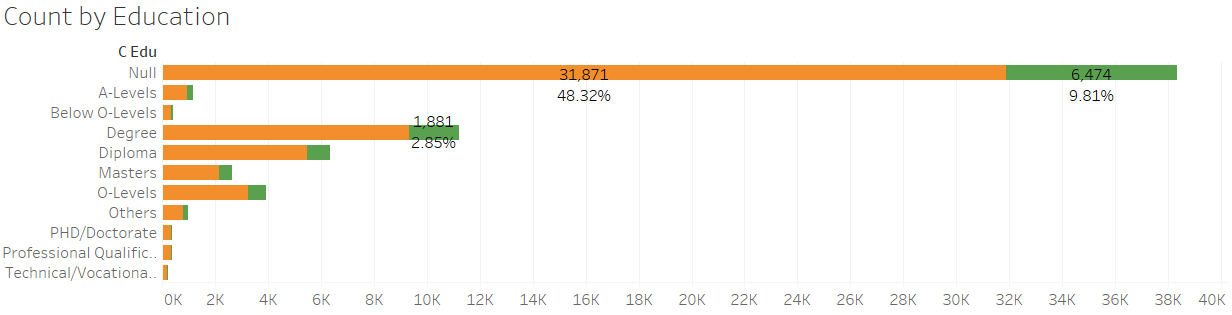 Count by Education
C Edu
Null
31,871
6,474
48.32%
9.81%
A-Levels
Below O-Levels
Degree
1,881
2.85%
Diploma
Masters
O-Levels
Others
PHD/Doctorate
Professional Qualific..
Technical/Vocationa..
0K 2K 4K 6K 8K 10K 12K 14K 16K 18K 20K 22K 24K 26K 28K 30K 32K 34K 36K 38K 40K